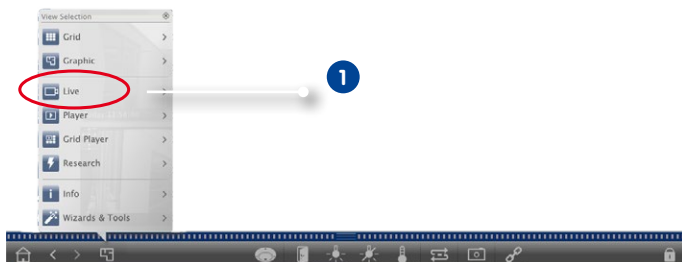 View Selection
Grid
Graphic
Live
1
Player
Grid Player
Research
Info
Wizards & Tools